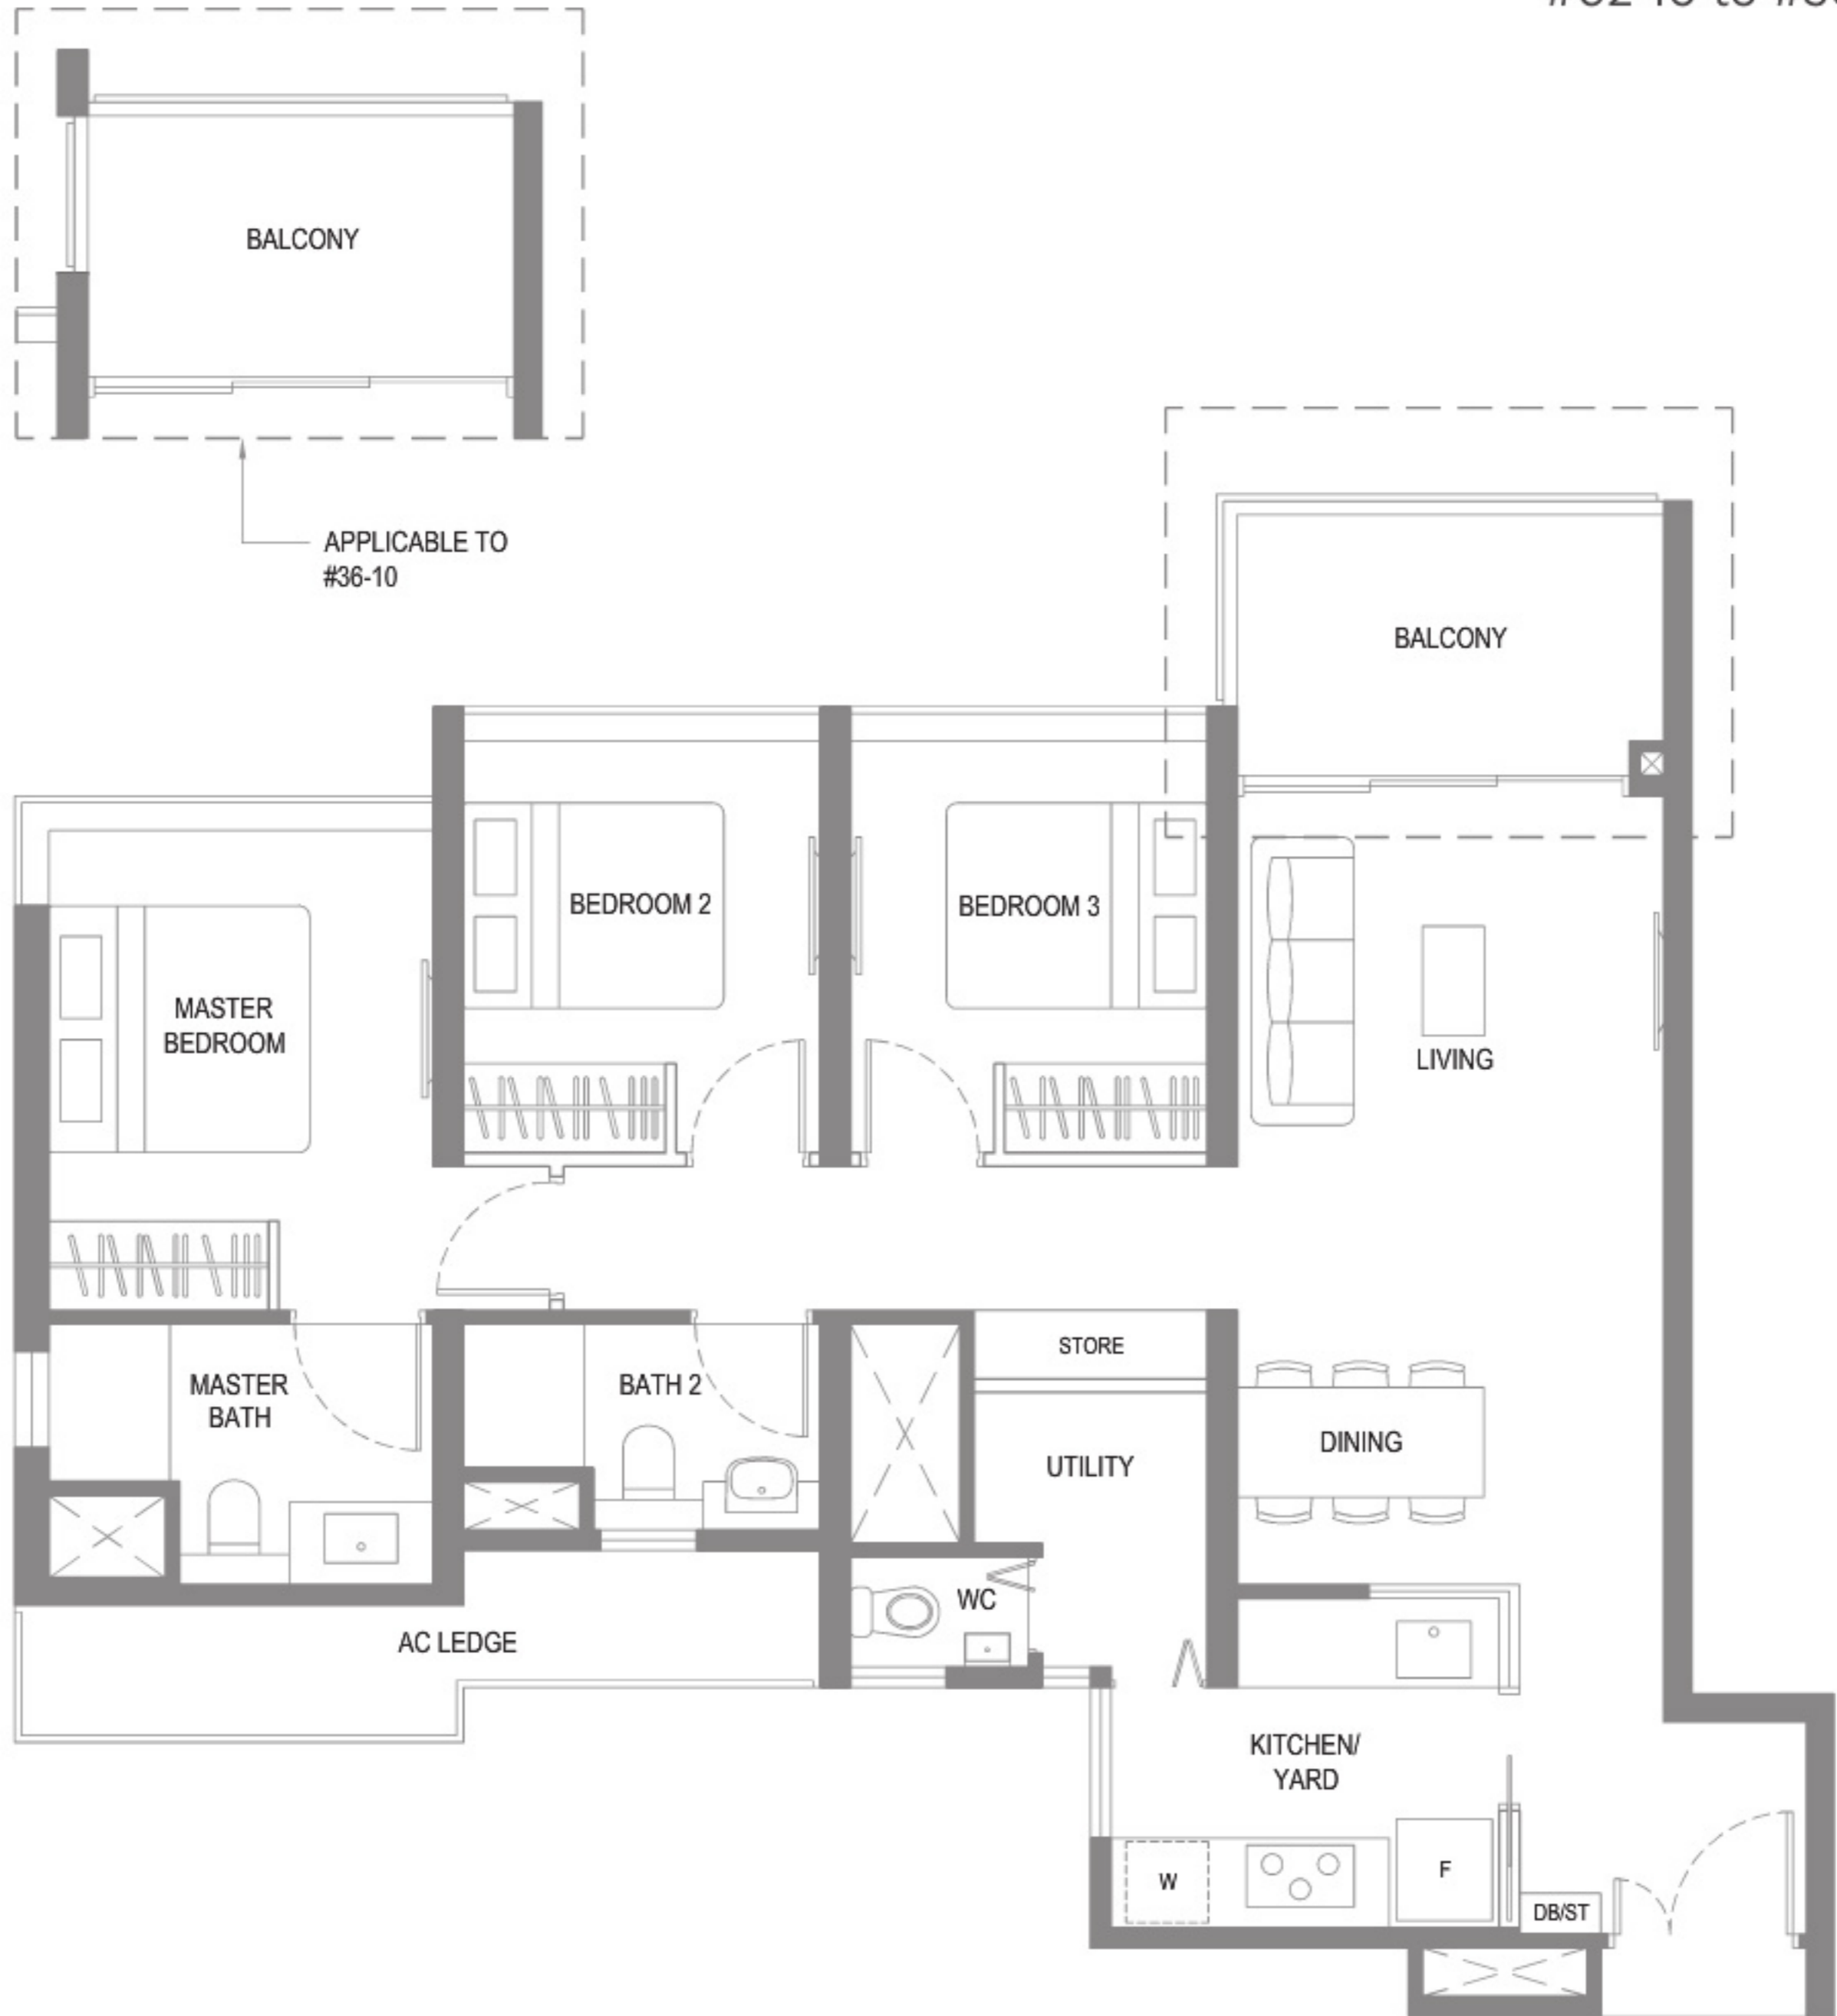 BALCONY
APPLICABLE TO
#36-10
BALCONY
BEDROOM 2
BEDROOM 3
MASTER
BEDROOM
LIVING
STORE
MASTER
BATH
BATH 2
DINING
UTILITY
WC
AC LEDGE
KITCHEN/
YARD
W
F
DB/ST